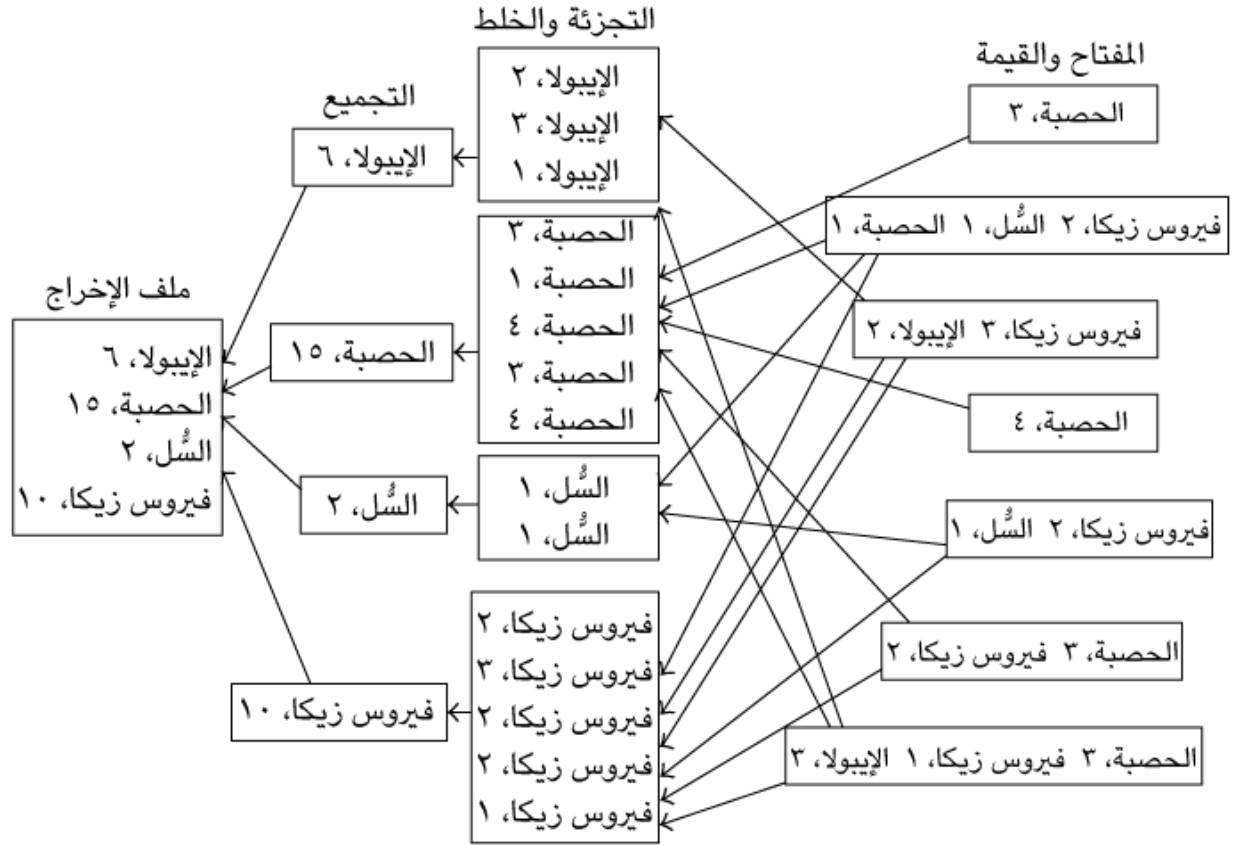 المفتاح والقيمة
الحصبة، ٣
فيروس زيكا، ٢ السُّل، ١ الحصبة، ١
فيروس زيكا، ٣ الإيبولا، ٢
الحصبة، ٤
فيروس زيكا، ٢ السُّل، ١
الحصبة، ٣ فيروس زيكا، ٢
الحصبة، ٣ فيروس زيكا، ١ الإيبولا، ٣
التجزئة والخلط
الإيبولا، ٢
الإيبولا، ٣
الإيبولا، ١
الحصبة، ٣
الحصبة، ١
الحصبة، ٤
الحصبة، ٣
الحصبة، ٤
السُّل، ١
السُّل، ١
فيروس زيكا، ٢
فيروس زيكا، ٣
فيروس زيكا، ٢
فيروس زيكا، ٢
فيروس زيكا، ١
التجميع
الإيبولا، ٦
الحصبة، ١٥
السُّل، ٢
فيروس زيكا، ١٠
ملف الإخراج
الإيبولا، ٦
الحصبة، ١٥
السُّل، ٢
فيروس زيكا، ١٠